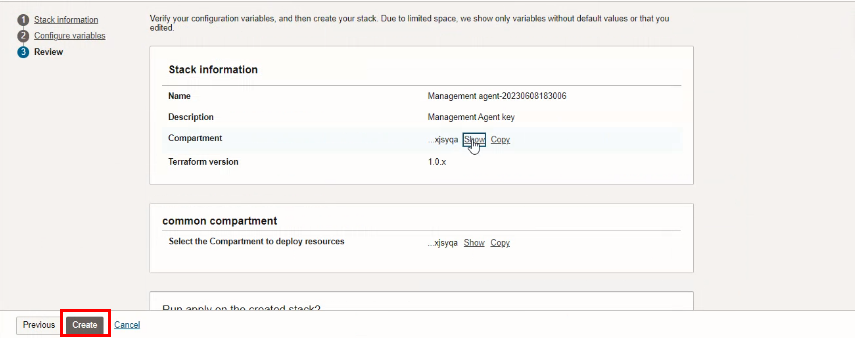 1 Stack information
2 Configure variables
3 Review
Verify your configuration variables, and then create your stack. Due to limited space, we show only variables without default values or that you
edited.
Stack information
Name Management agent-20230608183006
Description Management Agent key
Compartment ...xjsyqa Show Copy
Terraform version 1.0.x
common compartment
Select the Compartment to deploy resources ...xjsyqa Show Copy
Run apply on the created stack?
Previous Create Cancel